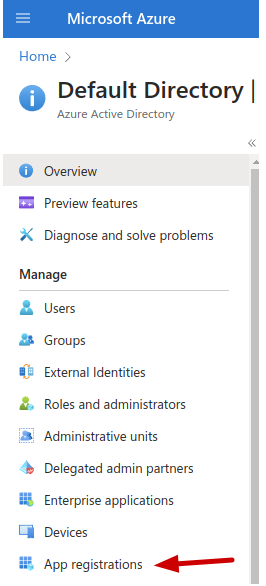 Microsoft Azure
Home
Default Directory |
Azure Active Directory
Overview
Preview features
Diagnose and solve problems
Manage
Users
Groups
External Identities
Roles and administrators
Administrative units
Delegated admin partners
Enterprise applications
Devices
App registrations